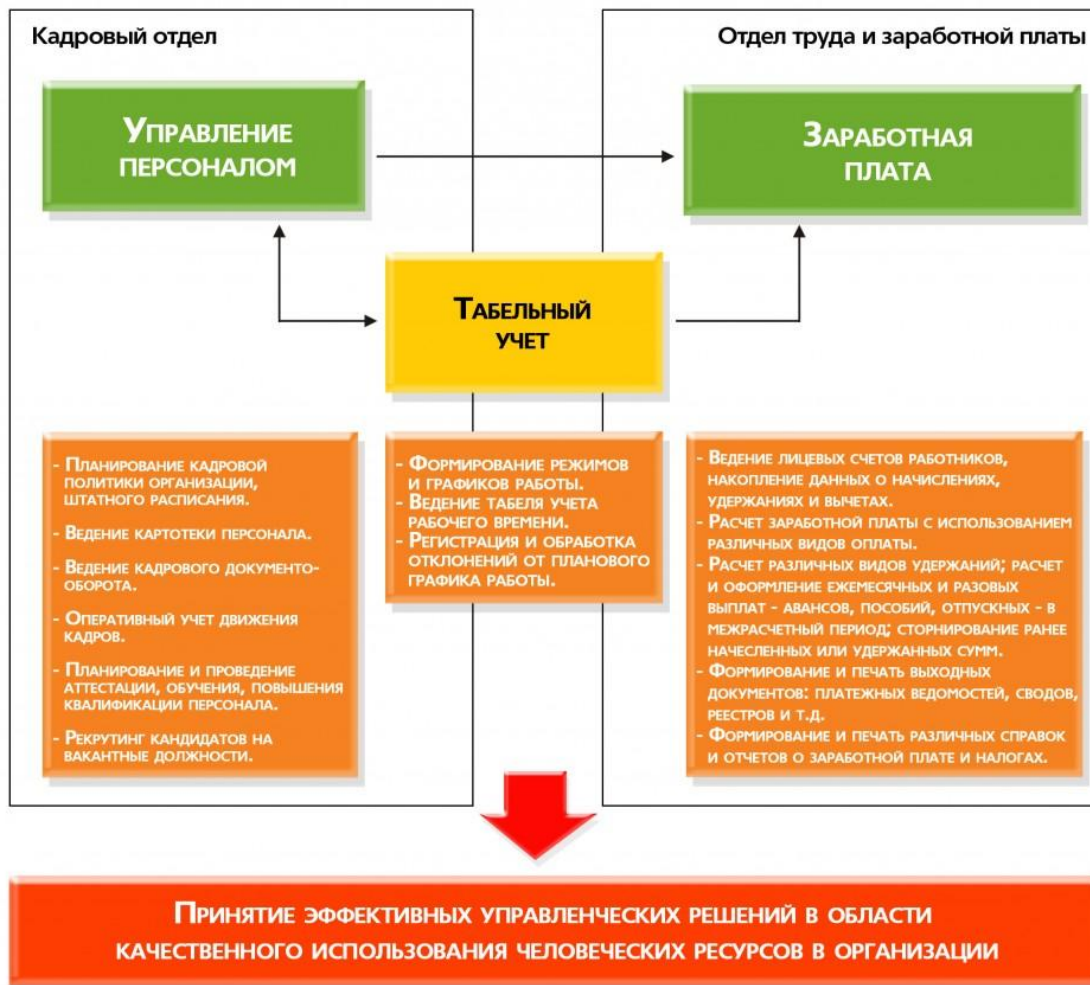 Кадровый отдел
Отдел труда и заработной платы
Управление
персоналом
Заработная
плата
Табельный
учет
- Планирование кадровой
политики организации,
штатного расписания.
- Ведение картотеки персонала.
- Ведение кадрового документо-
оборота.
- Оперативный учет движения
кадров.
- Планирование и проведение
аттестации, обучения, повышения
квалификации персонала.
- Рекрутинг кандидатов на
вакантные должности.
- Формирование режимов
и графиков работы.
- Ведение табеля учета
рабочего времени.
- Регистрация и обработка
отклонений от планового
графика работы.
- Ведение лицевых счетов работников,
накопление данных о начислениях,
удержаниях и вычетах.
- Расчет заработной платы с использованием
различных видов оплаты.
- Расчет различных видов удержаний; расчет
и оформление ежемесячных и разовых
выплат - авансов, пособий, отпускных - в
межрасчетный период; сторнирование ранее
начесленных или удержанных сумм.
- Формирование и печать выходных
документов: платежных ведомостей, сводов,
реестров и т.д.
- Формирование и печать различных справок
и отчетов о заработной плате и налогах.
Принятие эффективных управленческих решений в области
качественного использования человеческих ресурсов в организации